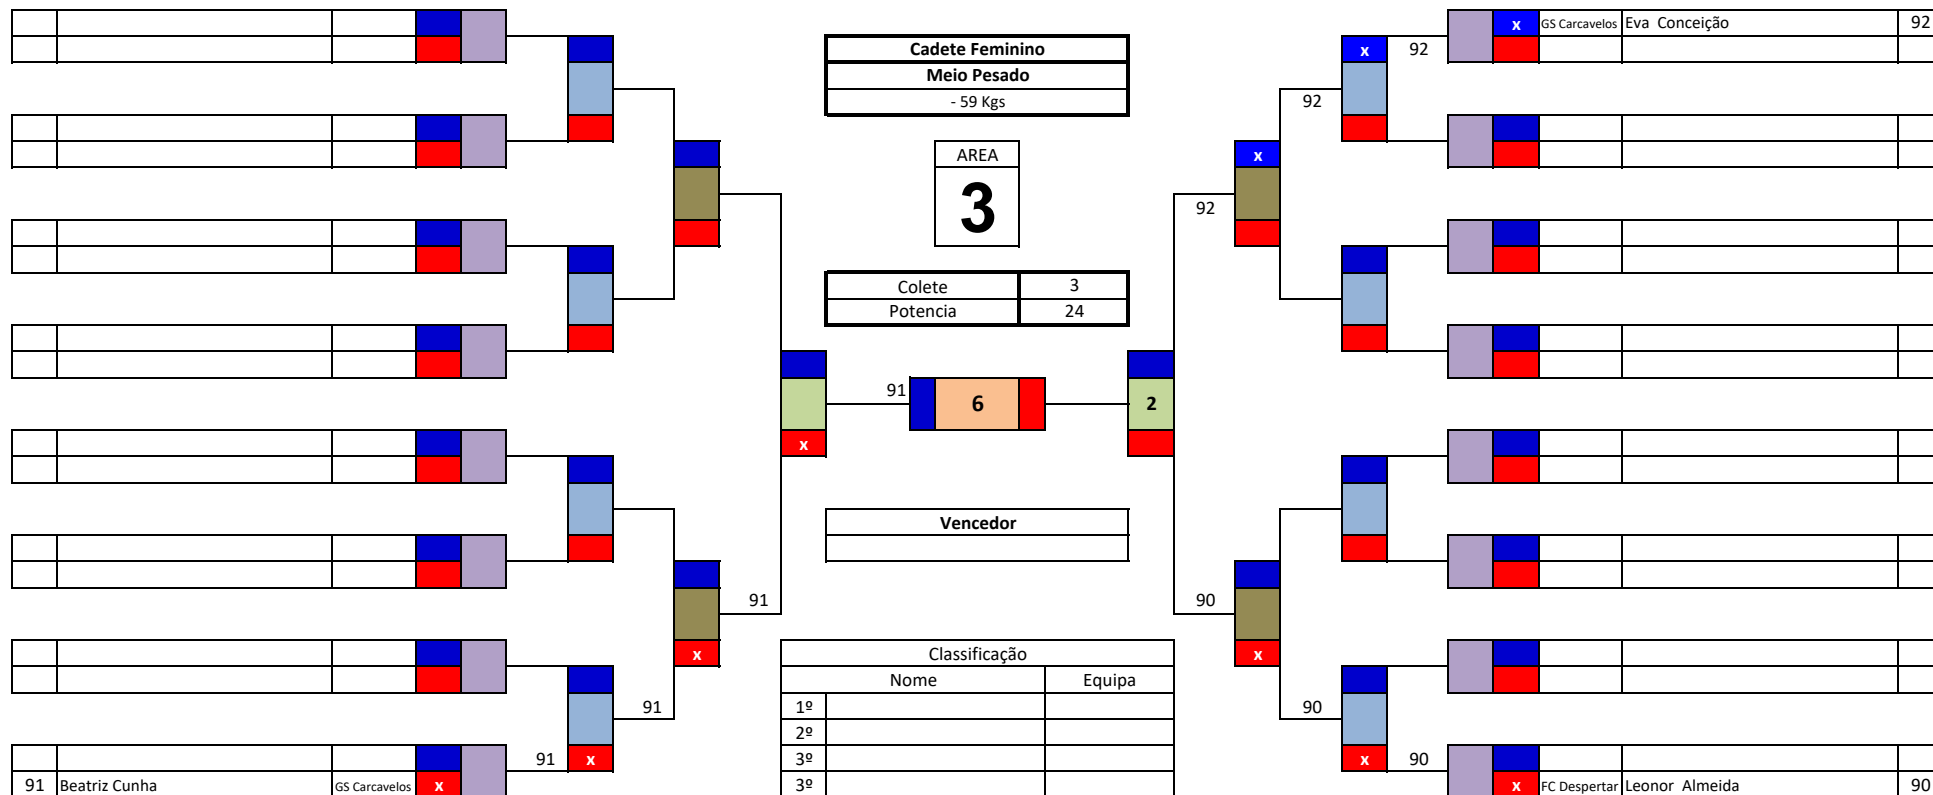 x GS Carcavelos Eva Conceição 92
Cadete Feminino
x 92
Meio Pesado
- 59 Kgs
92
AREA
x
3
92
Colete 3
Potencia 24
91 6 2
x
Vencedor
91 90
x Classificação x
Nome Equipa
91 1º 90
2º
91 x 3º x 90
91 Beatriz Cunha GS Carcavelos x 3º x FC Despertar Leonor Almeida 90